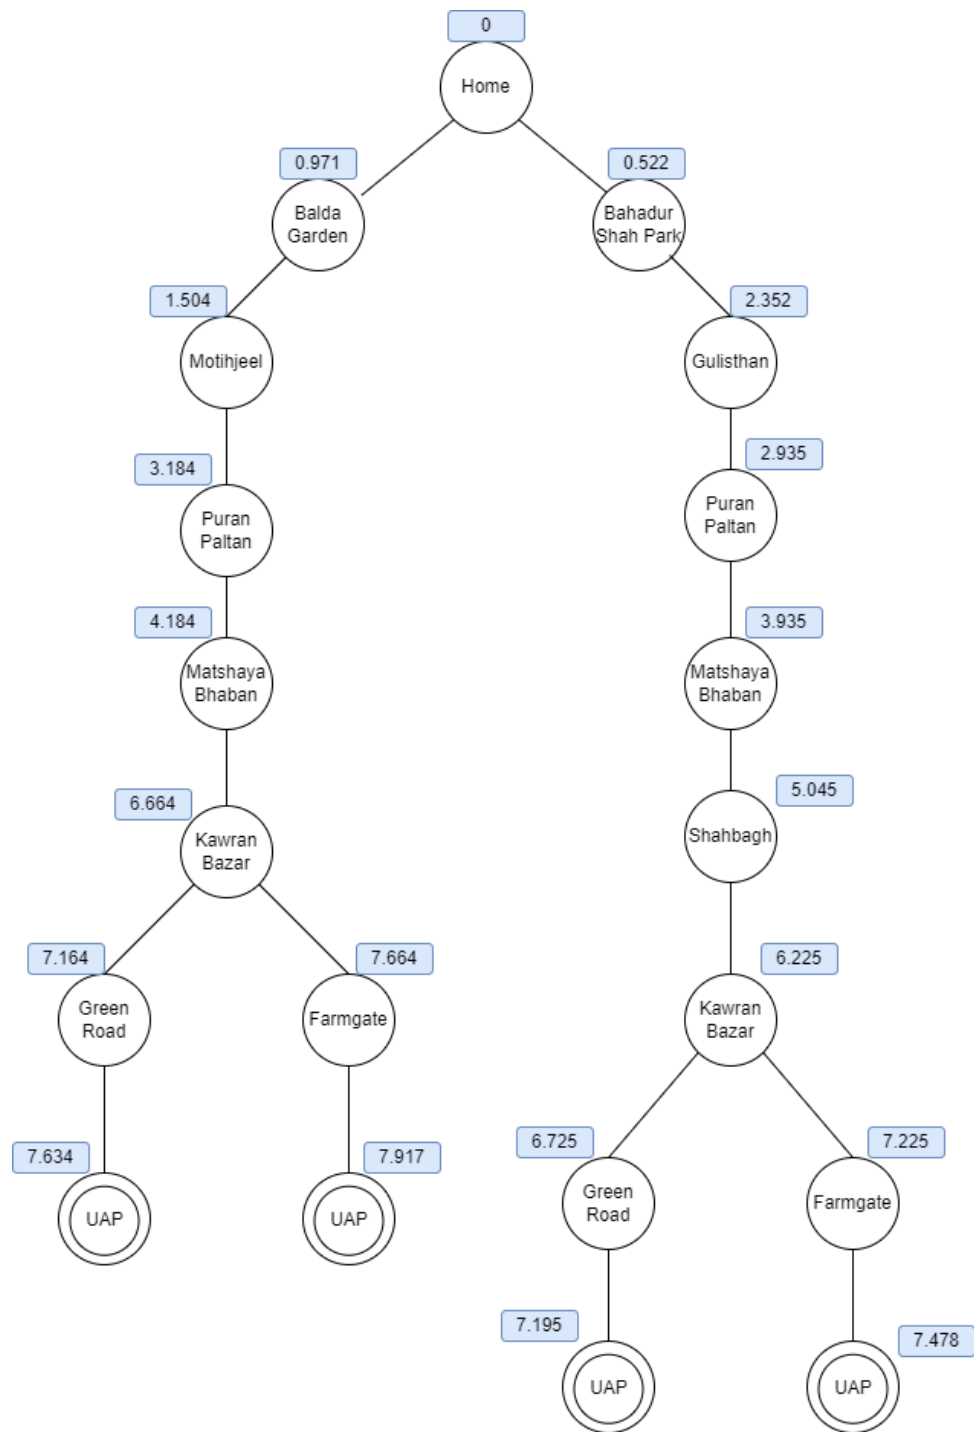 0
Home
0.971
0.522
Balda
Garden
Bahadur
Shah Park
1.504
2.352
Motihjeel
Gulisthan
3.184
2.935
Puran
Paltan
Puran
Paltan
4.184
3.935
Matshaya
Bhaban
Matshaya
Bhaban
6.664
5.045
Kawran
Bazar
Shahbagh
7.164
7.664
6.225
Green
Road
Farmgate
Kawran
Bazar
7.634
7.917
6.725
7.225
UAP
UAP
Green
Road
Farmgate
7.195
7.478
UAP
UAP